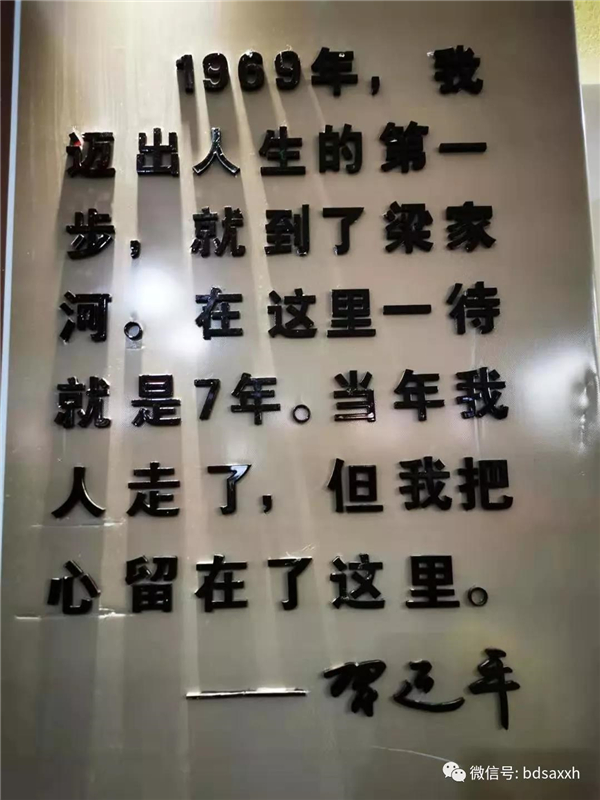 1969年，我
迈出人生的第一
步，就到了梁家
河。在这里一待
就是7年。当年我
人走了，但我把
心留在了这里。
——习近平
微信号: bdsaxxh